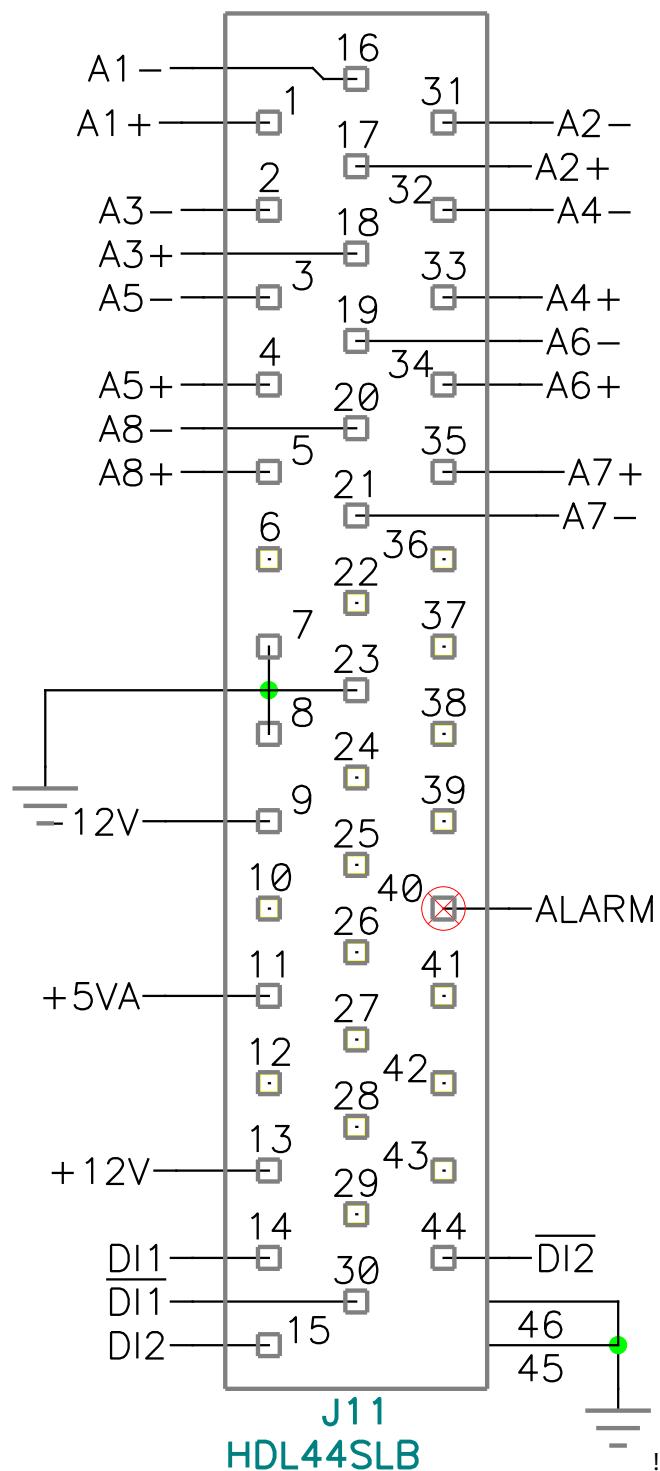 16
A1-
31
1
A1+
A2-
17
A2+
2
32
A3-
A4-
18
A3+
33
3
A5-
A4+
19
A6-
34
4
A5+
A6+
20
A8-
35
5
A8+
A7+
21
A7-
6
36
22
7
37
23
8
38
24
9
39
-12V
25
10
40
ALARM
26
11
41
+5VA
27
12
42
28
13
43
+12V
29
14
44
DI1
DI2
30
DI1
46
15
DI2
45
J11
HDL44SLB
!